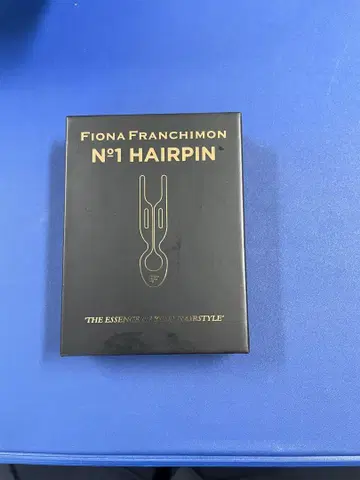 FIONA FRANCHIMON
Nº1 HAIRPIN
'THE ESSENCE HAIRSTYLE'